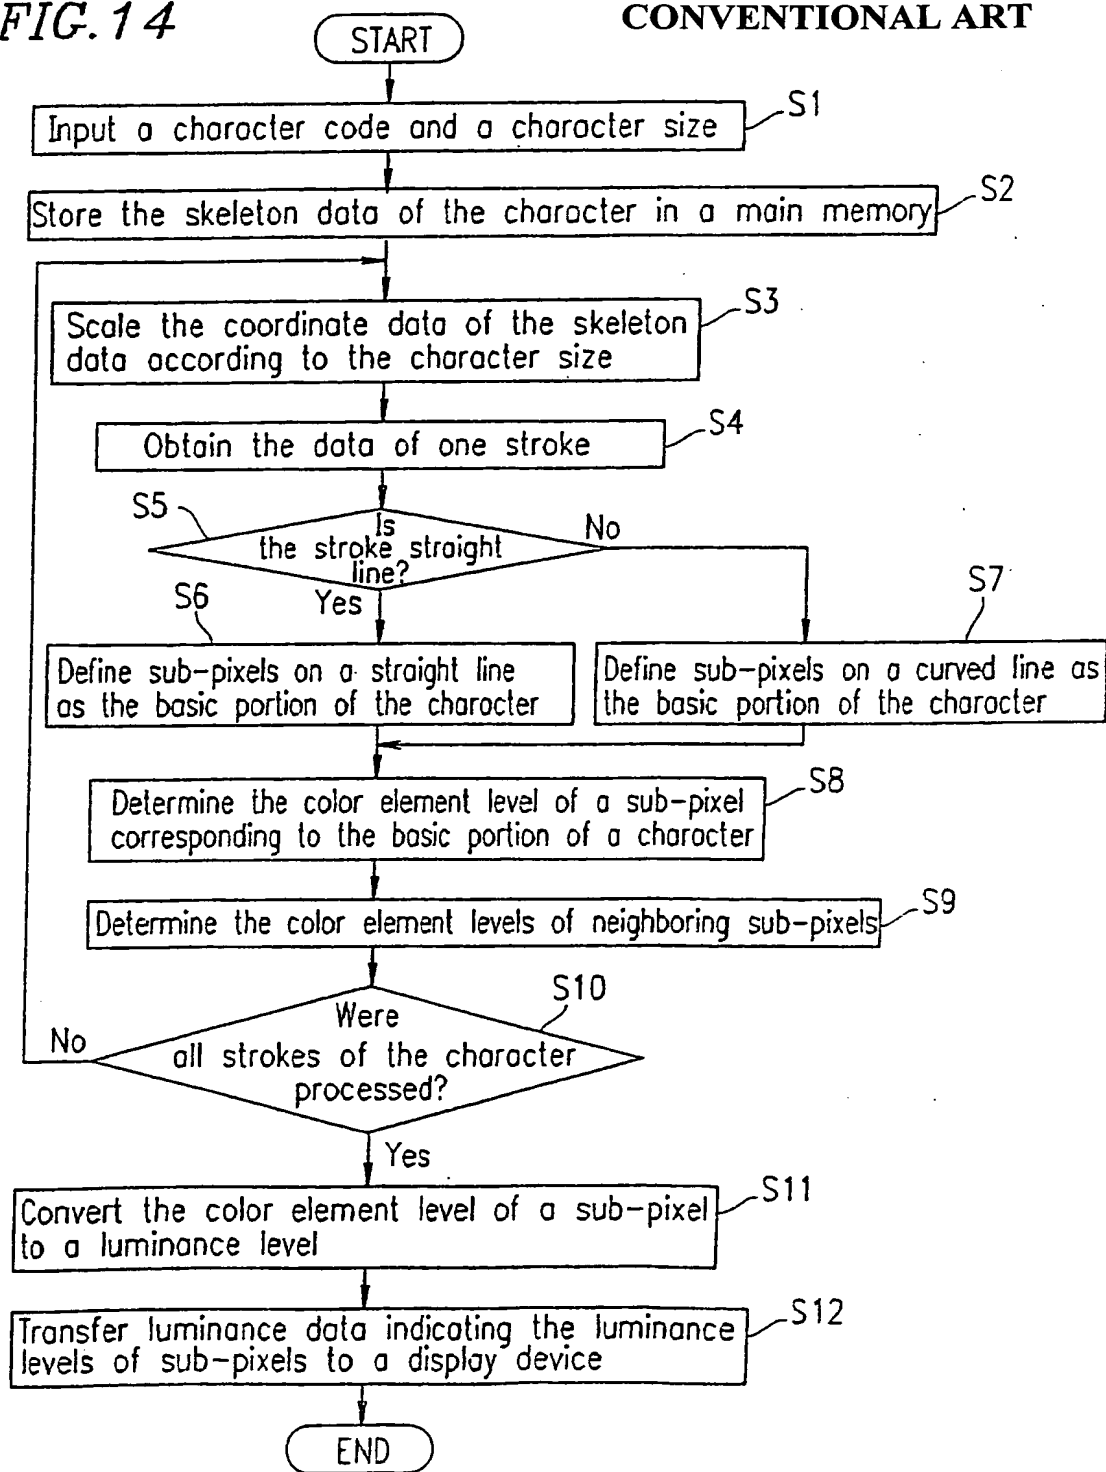 FIG.14
CONVENTIONAL ART
START
S1
Input a character code and a character size
S2
Store the skeleton data of the character in a main memory
S3
Scale the coordinate data of the skeleton
data according to the character size
S4
Obtain the data of one stroke
S5
Is
the stroke straight
line?
No
Yes
S6
Define sub-pixels on a straight line
as the basic portion of the character
S7
Define sub-pixels on a curved line as
the basic portion of the character
S8
Determine the color element level of a sub-pixel
corresponding to the basic portion of a character
S9
Determine the color element levels of neighboring sub-pixels
S10
Were
all strokes of the character
processed?
No
Yes
S11
Convert the color element level of a sub-pixel
to a luminance level
S12
Transfer luminance data indicating the luminance
levels of sub-pixels to a display device
END